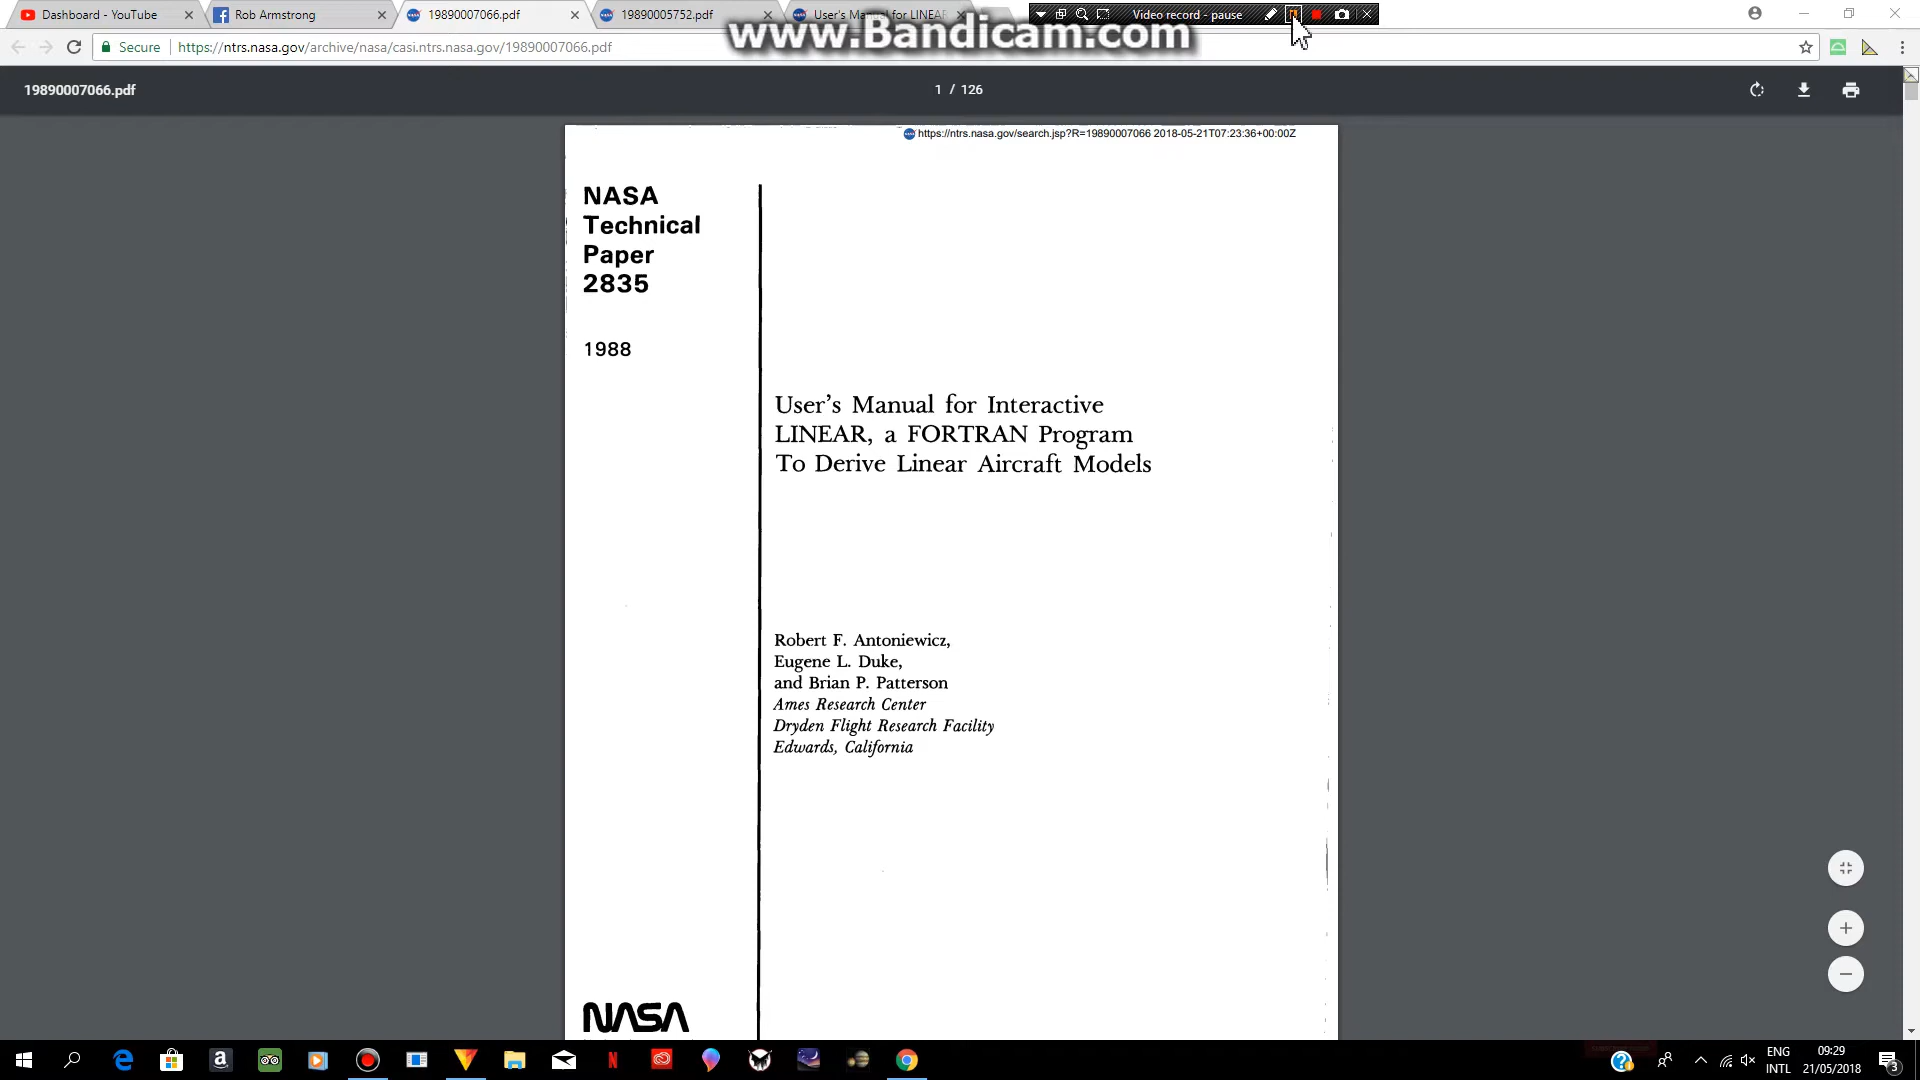 Dashboard - YouTube
Rob Armstrong
19890007066.pdf
19890005752.pdf
User's Manual for LINEAR
Video record - pause
www.Bandicam.com
Secure
https://ntrs.nasa.gov/archive/nasa/casi.ntrs.nasa.gov/19890007066.pdf
19890007066.pdf
1 / 126
https://ntrs.nasa.gov/search.jsp?R=19890007066 2018-05-21T07:23:36+00:00Z
NASA
Technical
Paper
2835
1988
User's Manual for Interactive
LINEAR, a FORTRAN Program
To Derive Linear Aircraft Models
Robert F. Antoniewicz,
Eugene L. Duke,
and Brian P. Patterson
Ames Research Center
Dryden Flight Research Facility
Edwards, California
NASA
ENG
INTL
09:29
21/05/2018
3